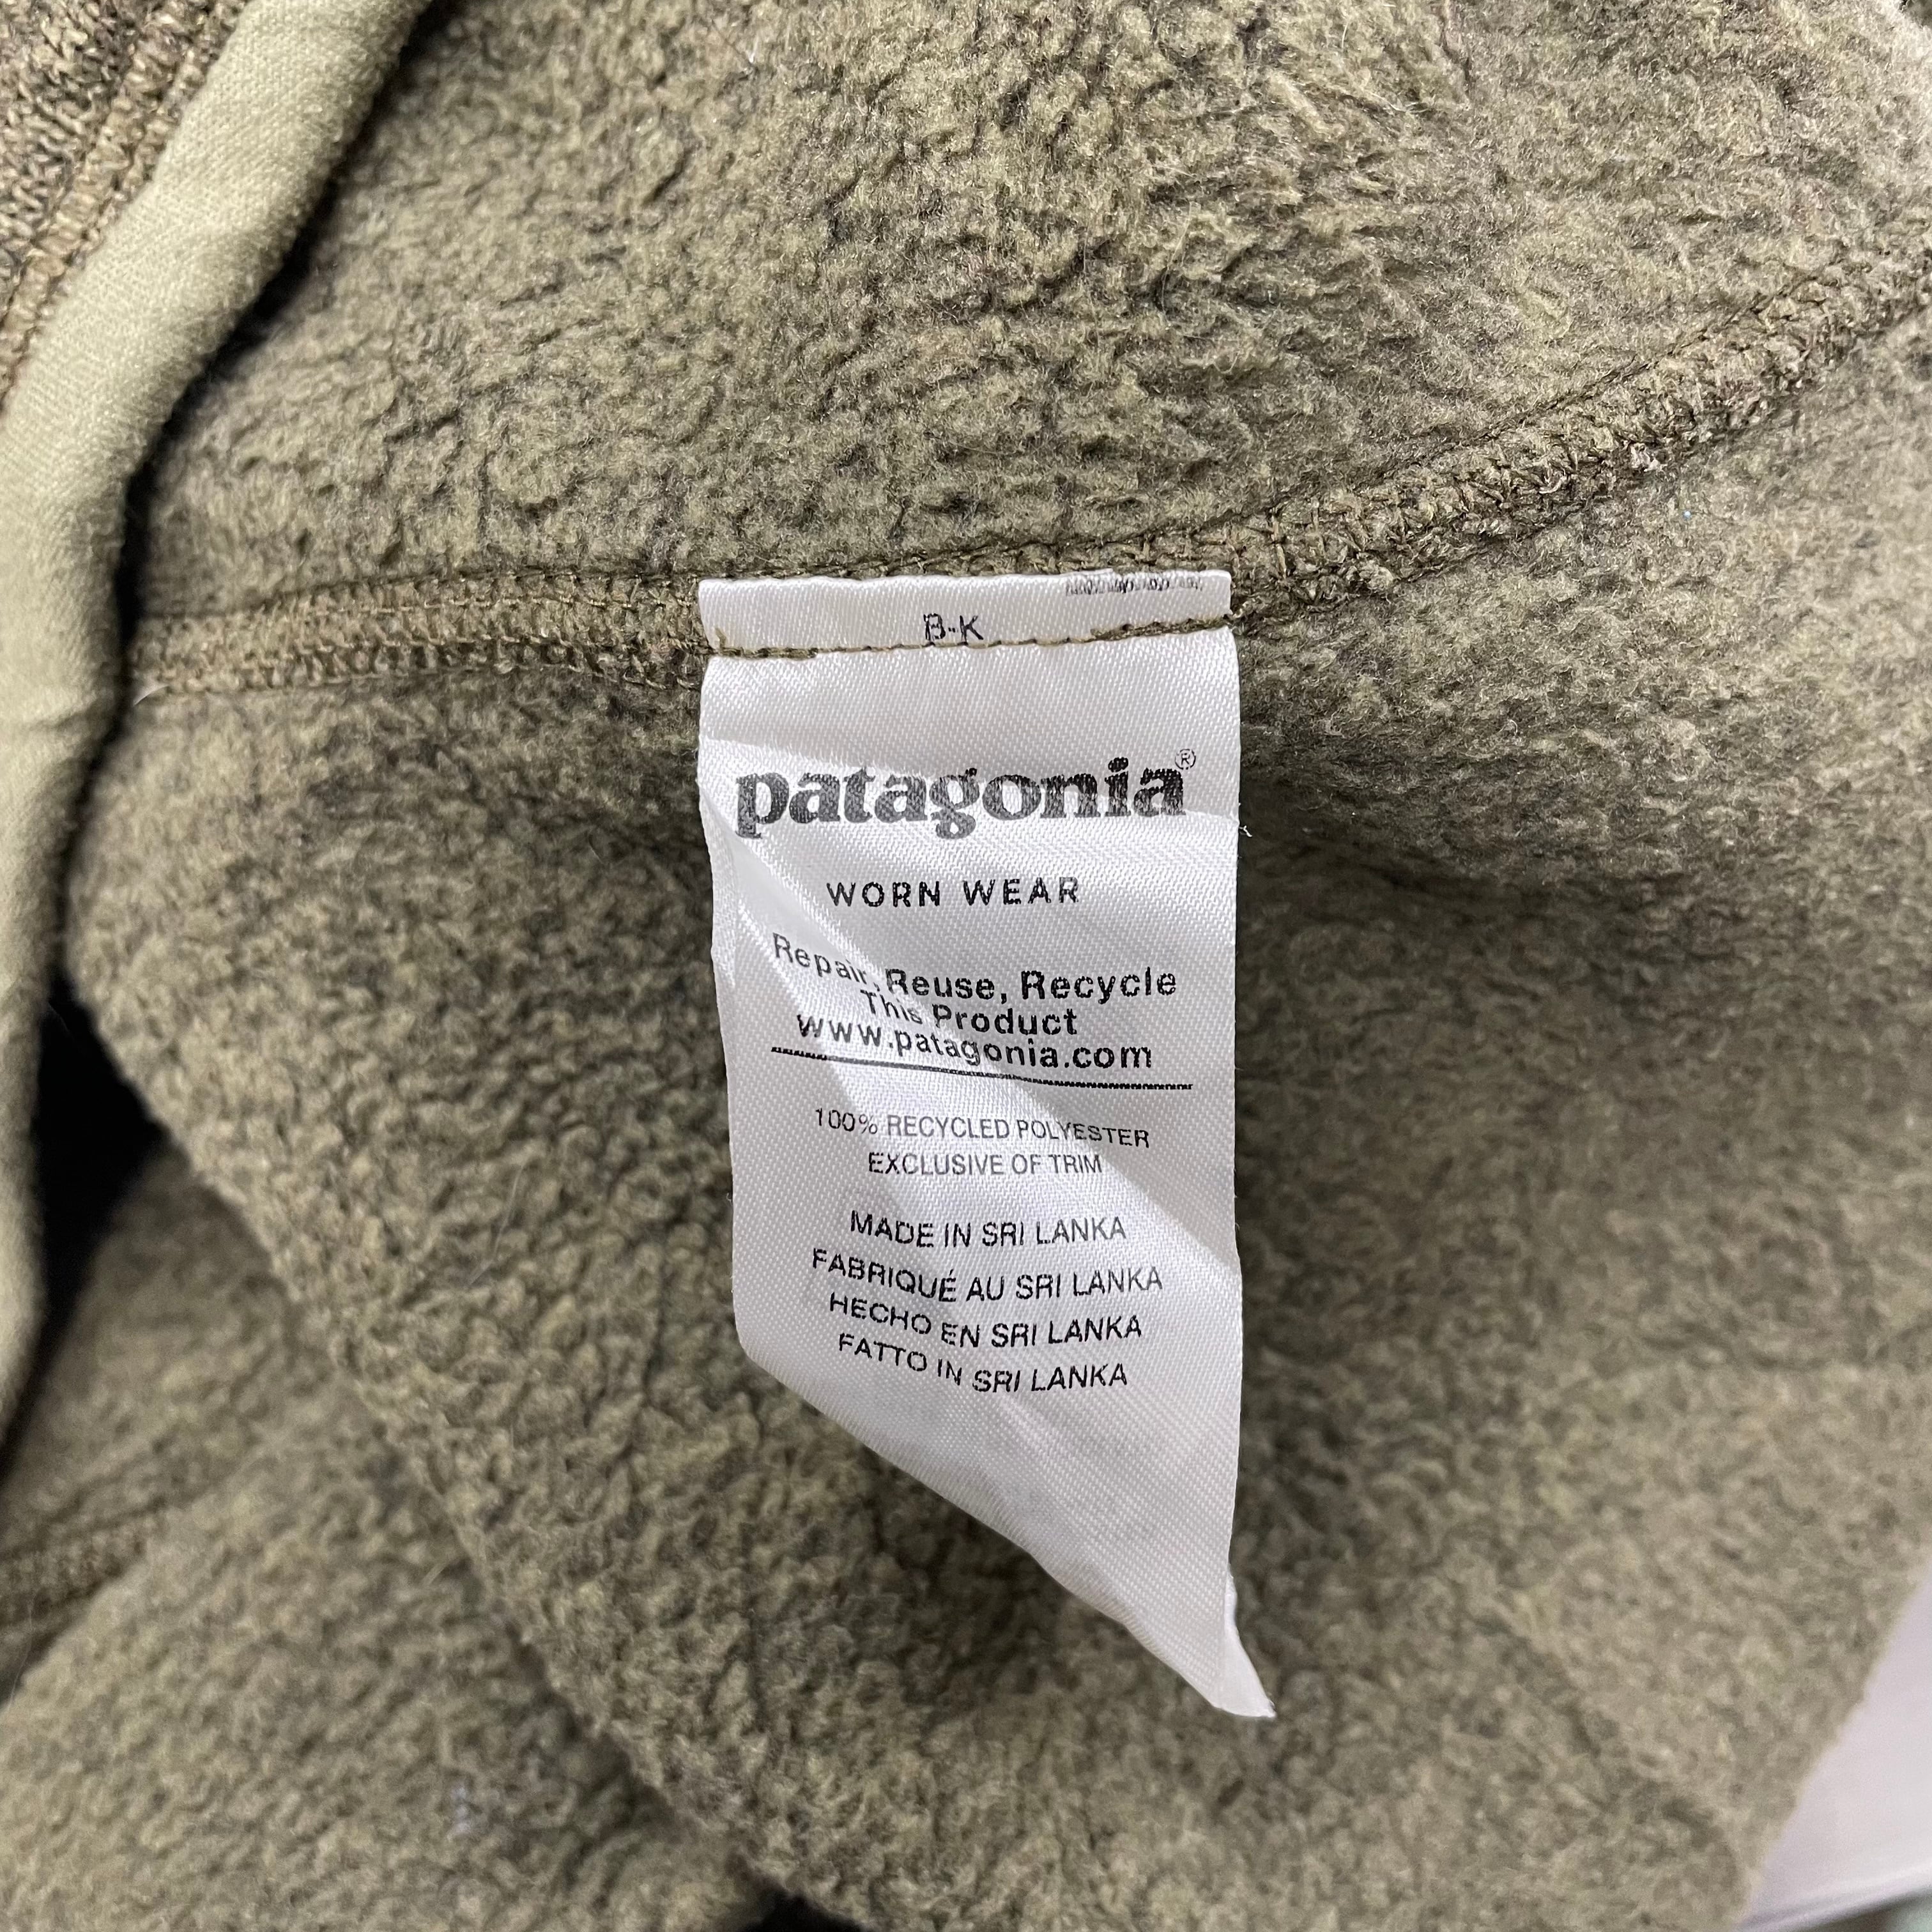 B-K
patagonia®
WORN WEAR
Repair, Reuse, Recycle
This Product
www.patagonia.com
100% RECYCLED POLYESTER
EXCLUSIVE OF TRIM
MADE IN SRI LANKA
FABRIQUÉ AU SRI LANKA
HECHO EN SRI LANKA
FATTO IN SRI LANKA